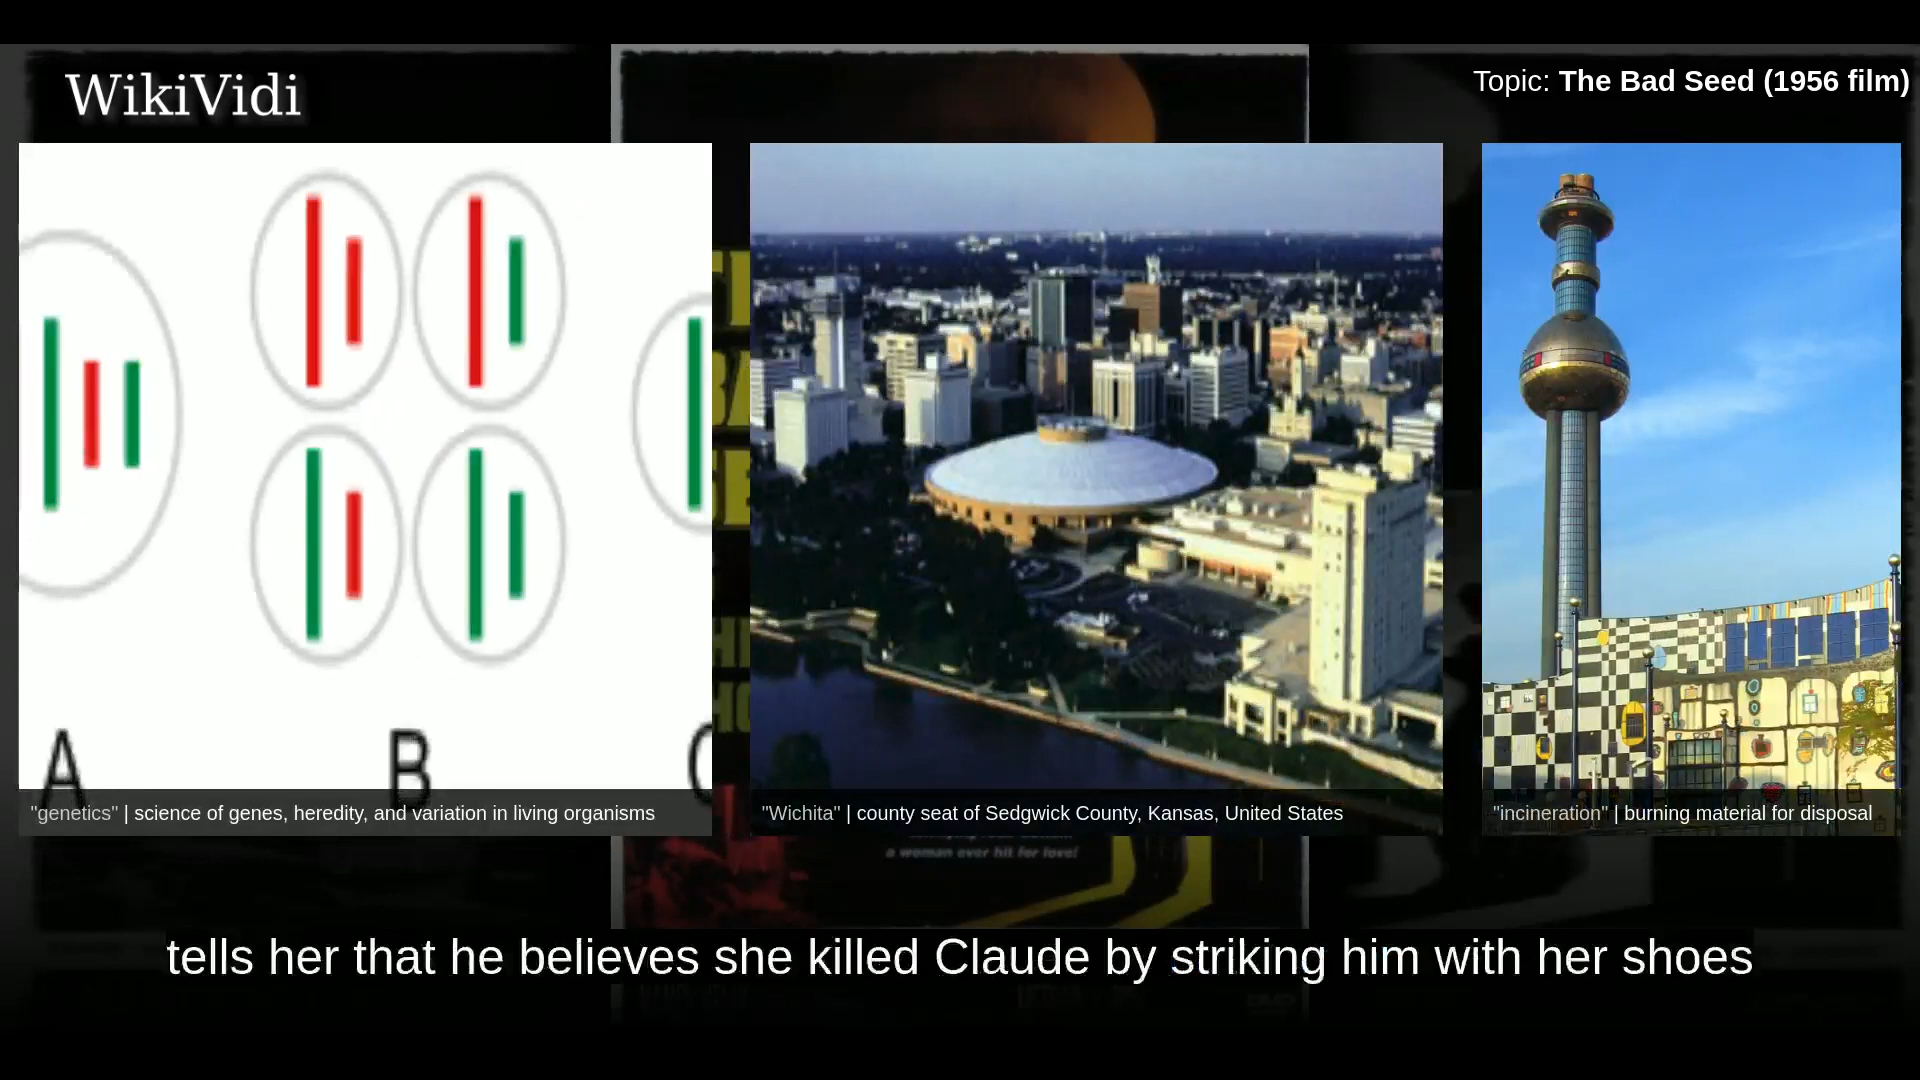 WikiVidi
Topic: The Bad Seed (1956 film)
A
B
"genetics" | science of genes, heredity, and variation in living organisms
"Wichita" | county seat of Sedgwick County, Kansas, United States
"incineration" | burning material for disposal
a woman ever hit for love!
tells her that he believes she killed Claude by striking him with her shoes